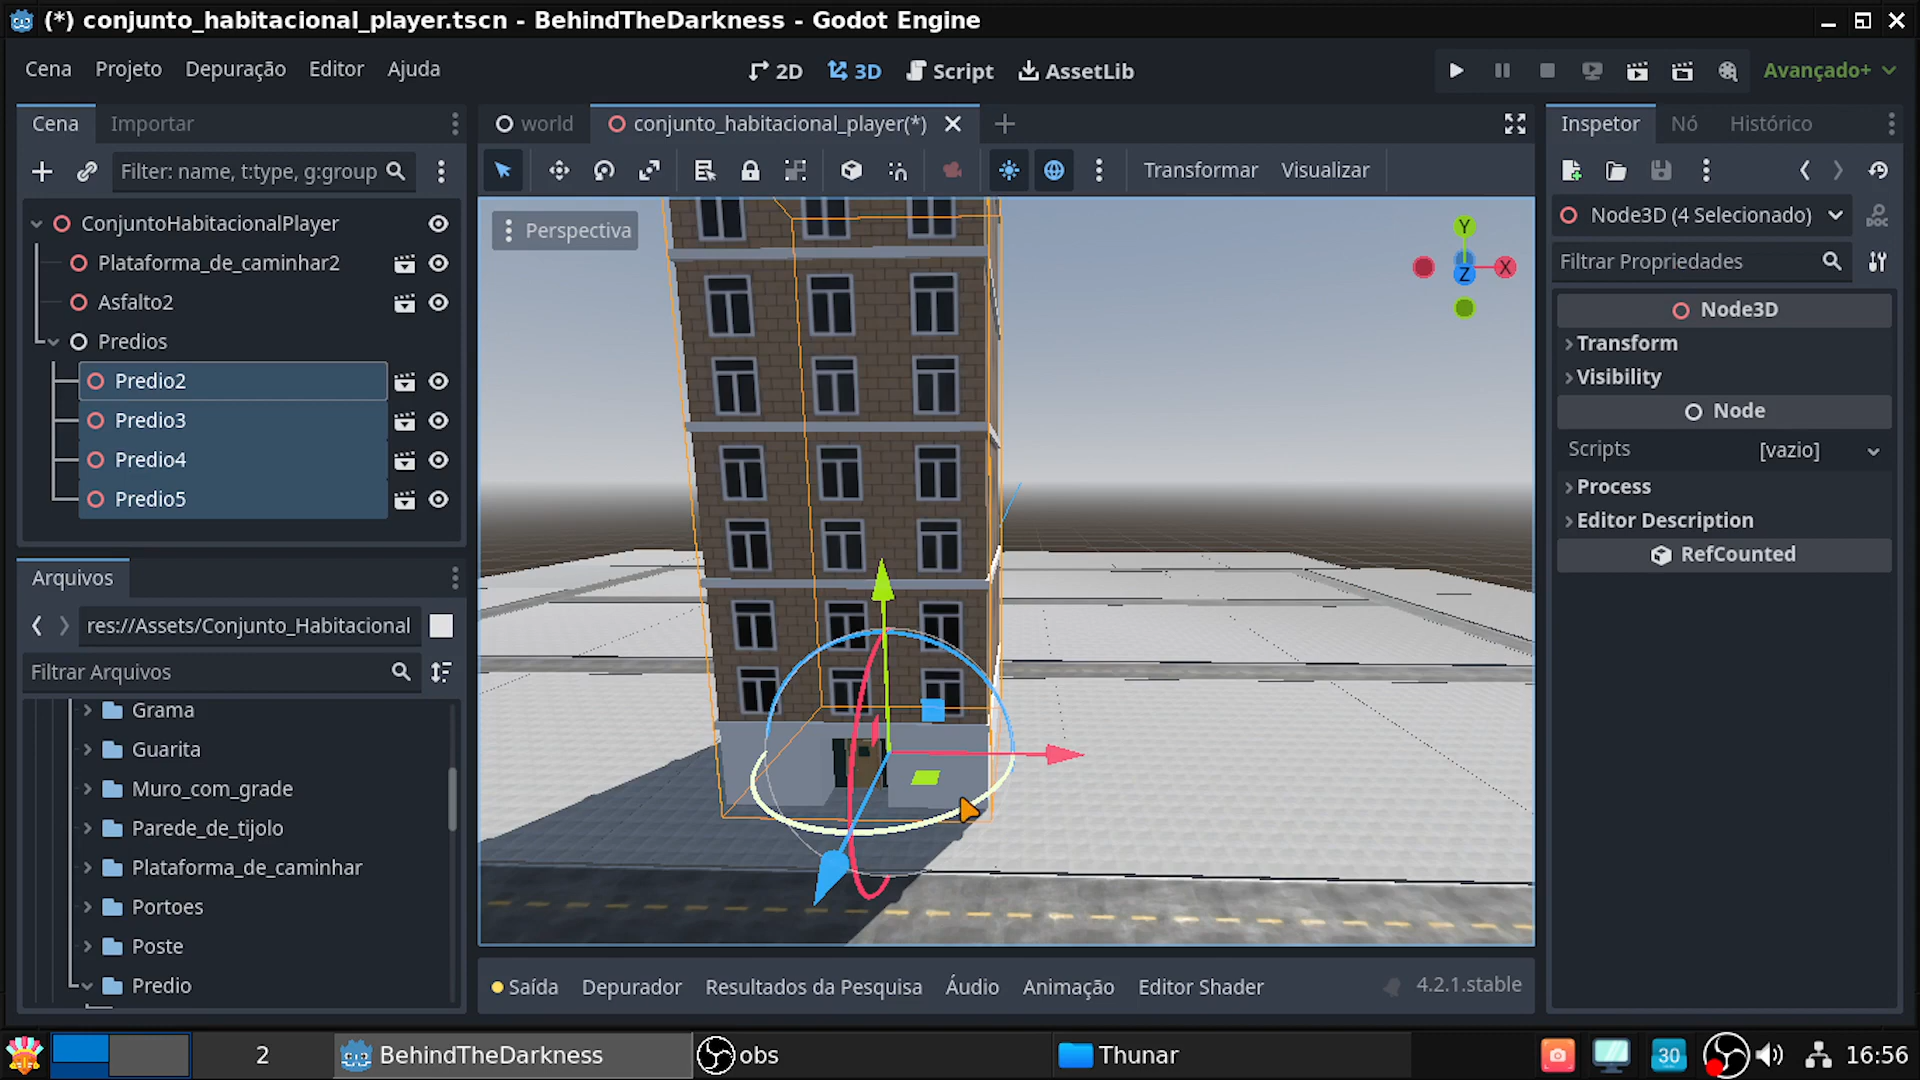 (*) conjunto_habitacional_player.tscn - BehindTheDarkness - Godot Engine
Cena Projeto Depuração Editor Ajuda
2D 3D Script AssetLib
Avançado+
Cena Importar
world conjunto_habitacional_player(*)
Inspetor Nó Histórico
Filter: name, t:type, g:group
Transformar Visualizar
ConjuntoHabitacionalPlayer
Plataforma_de_caminhar2
Asfalto2
Predios
Predio2
Predio3
Predio4
Predio5
Perspectiva
Y
X
Z
Node3D (4 Selecionado)
DOC
Filtrar Propriedades
Node3D
Transform
Visibility
Node
Scripts [vazio]
Process
Editor Description
RefCounted
Arquivos
res://Assets/Conjunto_Habitacional
Filtrar Arquivos
Grama
Guarita
Muro_com_grade
Parede_de_tijolo
Plataforma_de_caminhar
Portoes
Poste
Predio
Saída Depurador Resultados da Pesquisa Áudio Animação Editor Shader
4.2.1.stable
2 BehindTheDarkness obs Thunar 30 16:56